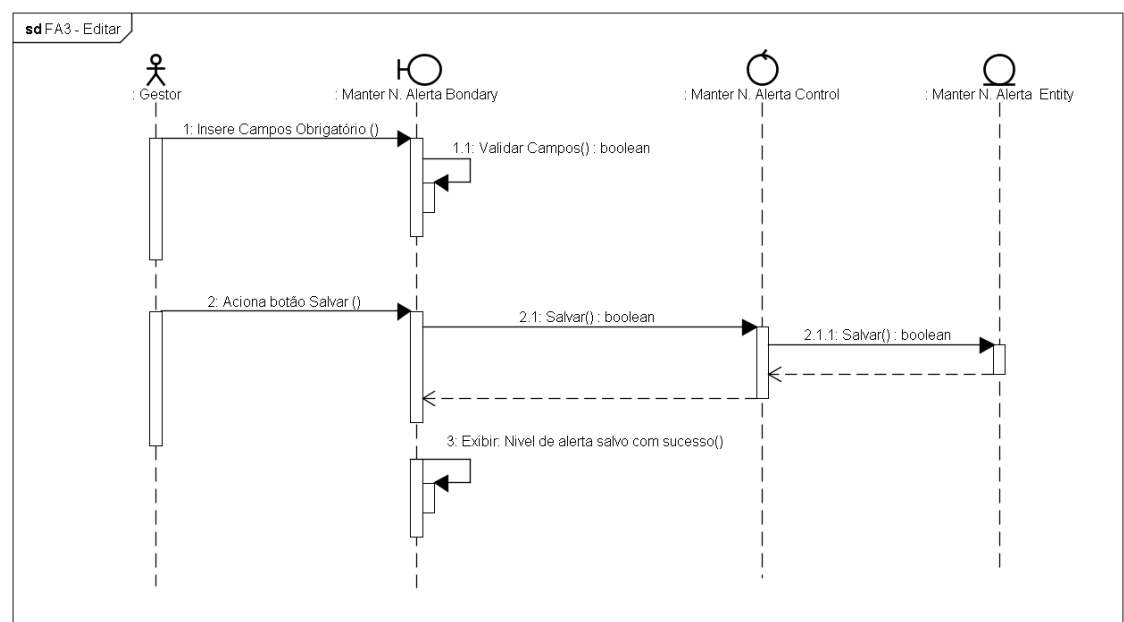 sd FA3 - Editar
: Gestor
: Manter N. Alerta Bondary
: Manter N. Alerta Control
: Manter N. Alerta Entity
1: Insere Campos Obrigatório ()
1.1: Validar Campos() : boolean
2: Aciona botão Salvar ()
2.1: Salvar() : boolean
2.1.1: Salvar() : boolean
3: Exibir: Nivel de alerta salvo com sucesso()